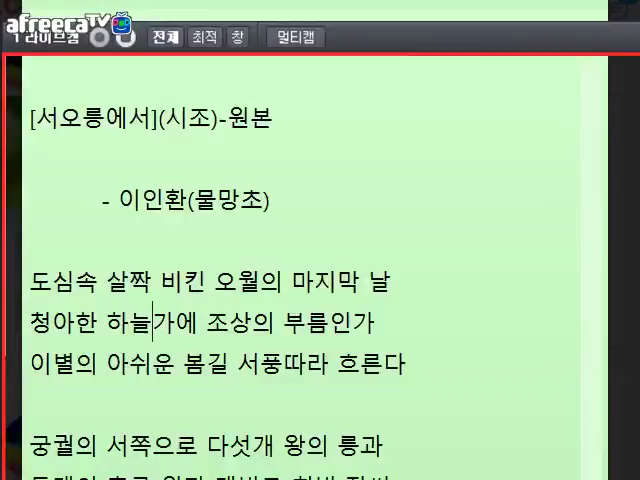 afreecaTV
1 라이브캠 전체 최적 창 멀티캠
[서오릉에서](시조)-원본
- 이인환(물망초)
도심속 살짝 비킨 오월의 마지막 날
청아한 하늘가에 조상의 부름인가
이별의 아쉬운 봄길 서풍따라 흐른다
궁궐의 서쪽으로 다섯개 왕의 릉과